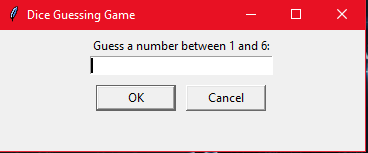 Dice Guessing Game
Guess a number between 1 and 6:
OK
Cancel